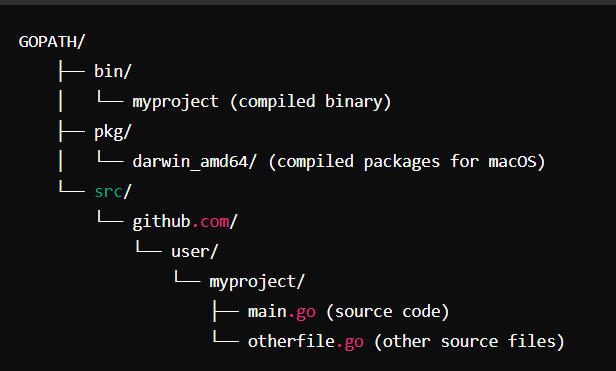 GOPATH/
    ├── bin/
    │   └── myproject (compiled binary)
    ├── pkg/
    │   └── darwin_amd64/ (compiled packages for macOS)
    └── src/
        └── github.com/
            └── user/
                └── myproject/
                    ├── main.go (source code)
                    └── otherfile.go (other source files)